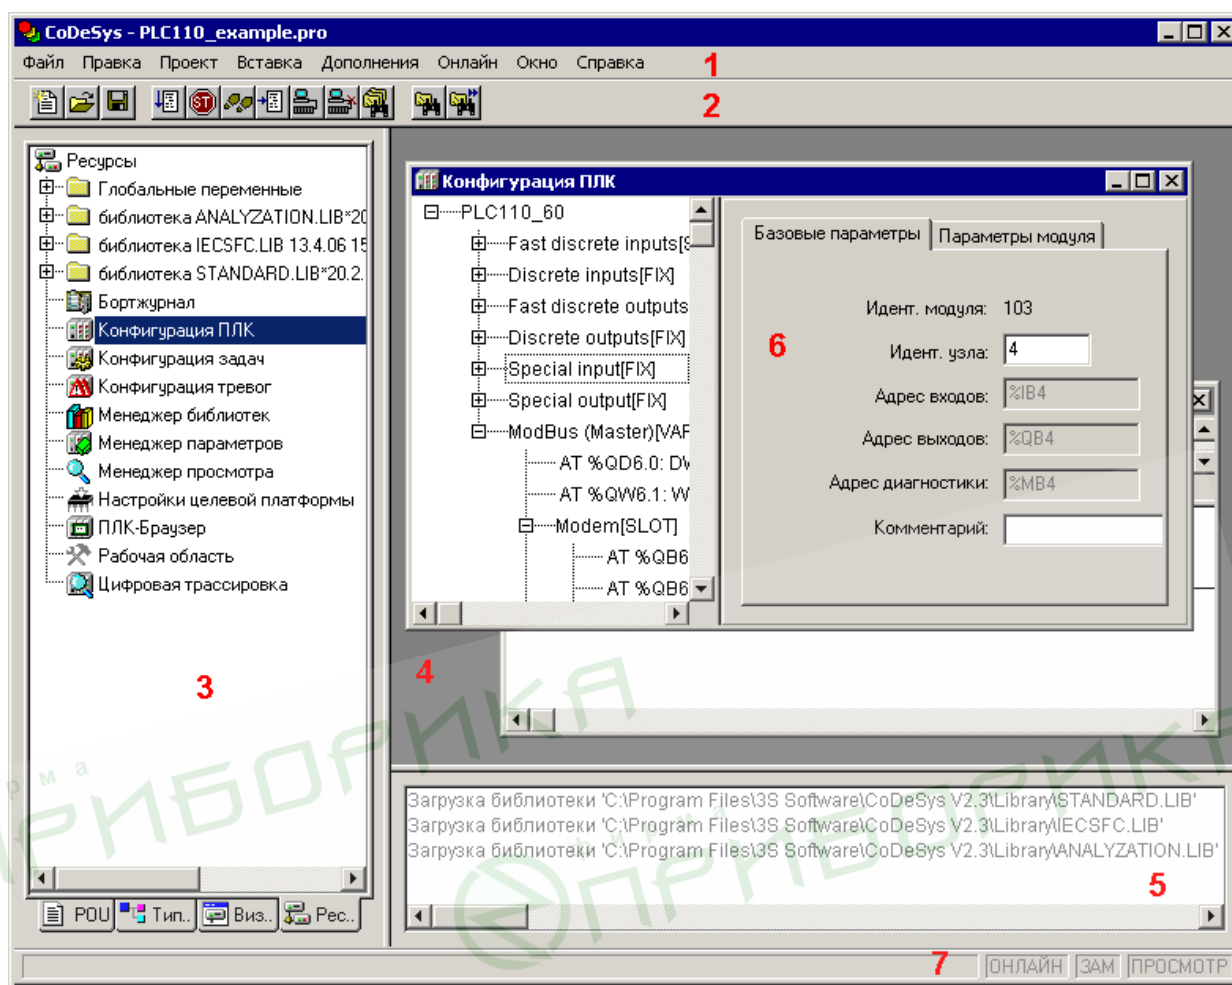 CoDeSys - PLC110_example.pro
Файл Правка Проект Вставка Дополнения Онлайн Окно Справка 1
2
Ресурсы
Глобальные переменные
библиотека ANALYZATION.LIB*20
библиотека IECSFC.LIB 13.4.06 15
библиотека STANDARD.LIB*20.2.
Бортжурнал
Конфигурация ПЛК
Конфигурация задач
Конфигурация тревог
Менеджер библиотек
Менеджер параметров
Менеджер просмотра
Настройки целевой платформы
ПЛК-Браузер
Рабочая область
Цифровая трассировка
3
POU Тип.. Виз.. Рес..
Конфигурация ПЛК
PLC110_60
Fast discrete inputs[
Discrete inputs[FIX]
Fast discrete outputs
Discrete outputs[FIX]
Special input[FIX]
Special output[FIX]
ModBus (Master)[VAR
AT %QD6.0: DW
AT %QW6.1: W
Modem[SLOT]
AT %QB6
AT %QB6
Базовые параметры Параметры модуля
Идент. модуля: 103
Идент. узла: 4
Адрес входов: %IB4
Адрес выходов: %QB4
Адрес диагностики: %MB4
Комментарий:
6
4
Загрузка библиотеки 'C:\Program Files\3S Software\CoDeSys V2.3\Library\STANDARD.LIB'
Загрузка библиотеки 'C:\Program Files\3S Software\CoDeSys V2.3\Library\IECSFC.LIB'
Загрузка библиотеки 'C:\Program Files\3S Software\CoDeSys V2.3\Library\ANALYZATION.LIB'
5
7 ОНЛАЙН ЗАМ ПРОСМОТР
фирма
ПРИБОРИКА